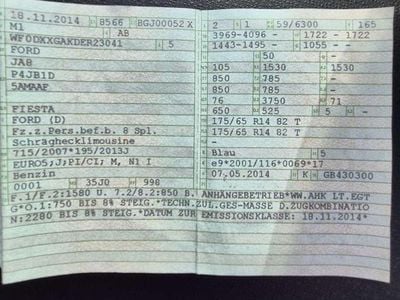 18.11.2014 8566 BGJ00052 X
M1 AB
WF0DXXGAKDER23041 5
FORD
JA8
P4JB1D
5AMAAF
FIESTA
FORD (D)
Fz.z.Pers.bef.b. 8 Spl.
Schräghecklimousine
715/2007*195/2013J
EURO5;J;PI/CI; M, N1 I
Benzin
0001 35J0 998
2 1 59/6300 165
3969-4096 - 1722 - 1722
1443-1495 - 1055 - -
- 50 -
105 1530 1530
850 785 -
850 785 -
76 3750 71
650 525 5 -
175/65 R14 82 T
175/65 R14 82 T
- -
Blau 5
e9*2001/116*0069*17
07.05.2014 K GB430300
F.1/F.2:1580 U. 7.2/8.2:850 B. ANHÄNGEBETRIEB*WW.AHK LT.EGT
G*O.1:750 BIS 8% STEIG.*TECHN.ZUL.GES-MASSE D.ZUGKOMBINATIO
N:2280 BIS 8% STEIG.*DATUM ZUR EMISSIONSKLASSE: 18.11.2014*